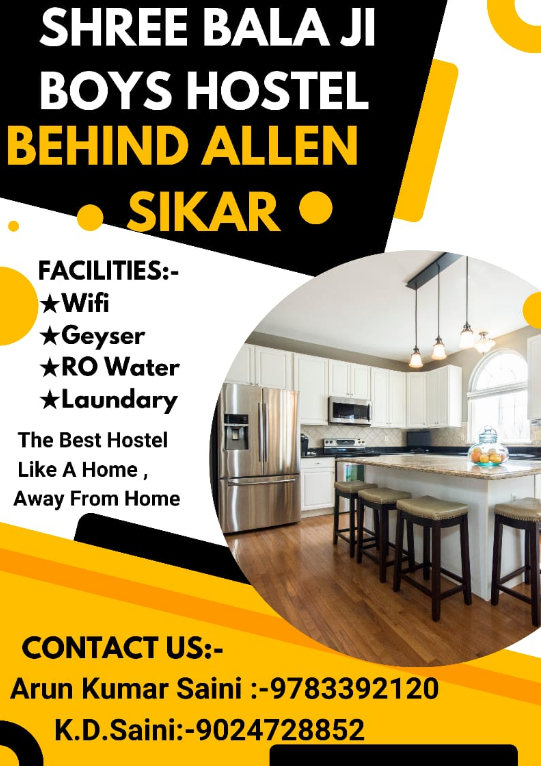 SHREE BALA JI
BOYS HOSTEL
BEHIND ALLEN
SIKAR
FACILITIES:-
★Wifi
★Geyser
★RO Water
★Laundary
The Best Hostel
Like A Home ,
Away From Home
CONTACT US:-
Arun Kumar Saini :-9783392120
K.D.Saini:-9024728852